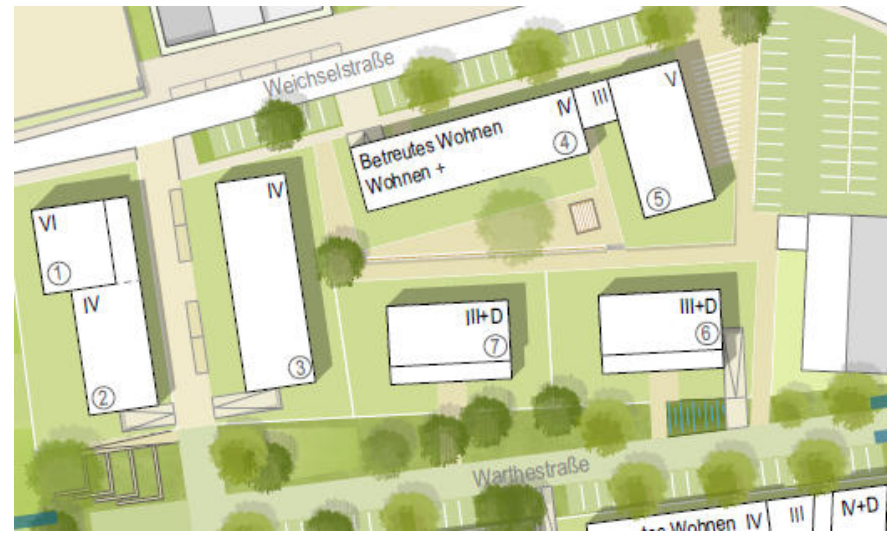 Weichselstraße
V
III
IV
Betreutes Wohnen
Wohnen +
④
⑤
IV
VI
①
IV
III+D
⑦
III+D
⑥
③
②
Warthestraße
Wohnen IV
III
IV+D